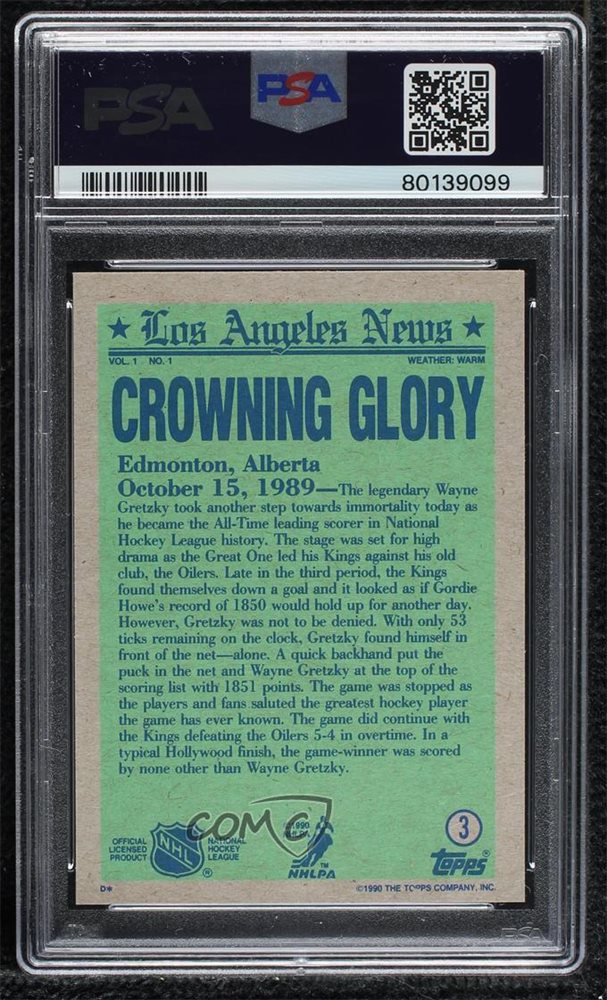 PSA
PSA
80139099
★ Los Angeles News ★
VOL. 1 NO. 1 WEATHER: WARM
CROWNING GLORY
Edmonton, Alberta
October 15, 1989—The legendary Wayne
Gretzky took another step towards immortality today as
he became the All-Time leading scorer in National
Hockey League history. The stage was set for high
drama as the Great One led his Kings against his old
club, the Oilers. Late in the third period, the Kings
found themselves down a goal and it looked as if Gordie
Howe's record of 1850 would hold up for another day.
However, Gretzky was not to be denied. With only 53
ticks remaining on the clock, Gretzky found himself in
front of the net—alone. A quick backhand put the
puck in the net and Wayne Gretzky at the top of the
scoring list with 1851 points. The game was stopped as
the players and fans saluted the greatest hockey player
the game has ever known. The game did continue with
the Kings defeating the Oilers 5-4 in overtime. In a
typical Hollywood finish, the game-winner was scored
by none other than Wayne Gretzky.
COMC
OFFICIAL
LICENSED
PRODUCT
NHL
®
NATIONAL
HOCKEY
LEAGUE
©1990
NHLPA
TM
NHLPA
3
Topps®
D*
©1990 THE TOPPS COMPANY, INC.
PSA